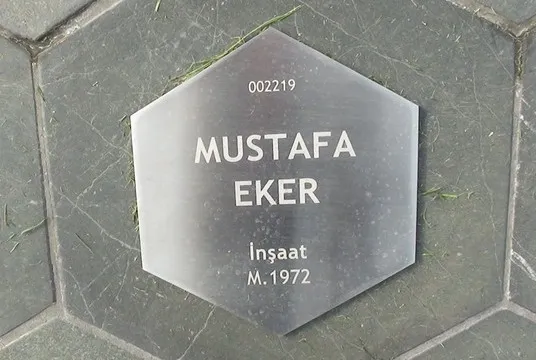 002219
MUSTAFA
EKER
İnşaat
M.1972